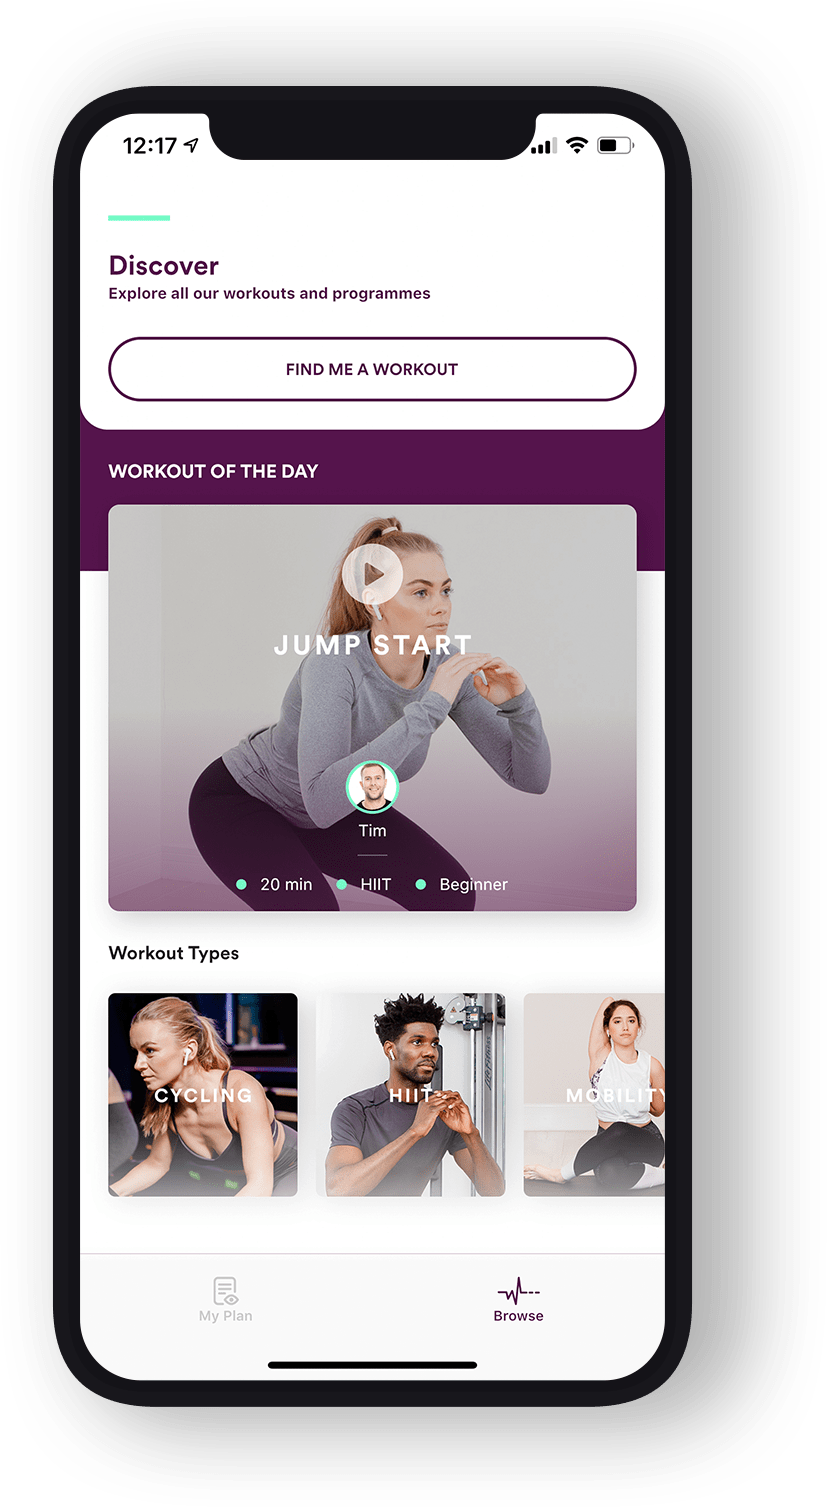 12:17
Discover
Explore all our workouts and programmes
FIND ME A WORKOUT
WORKOUT OF THE DAY
JUMP START
Tim
20 min HIIT Beginner
Workout Types
CYCLING HIIT MOBILITY
My Plan Browse